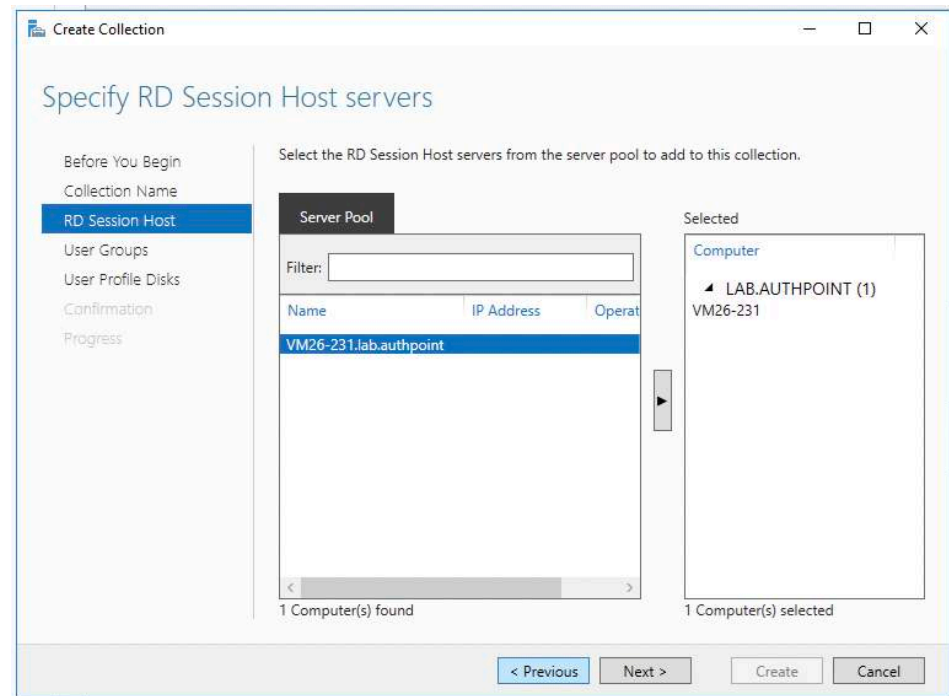 Create Collection
Specify RD Session Host servers
Before You Begin
Collection Name
RD Session Host
User Groups
User Profile Disks
Confirmation
Progress
Select the RD Session Host servers from the server pool to add to this collection.
Server Pool
Filter:
Name IP Address Operat
VM26-231.lab.authpoint
1 Computer(s) found
Selected
Computer
LAB.AUTHPOINT (1)
VM26-231
1 Computer(s) selected
< Previous Next > Create Cancel